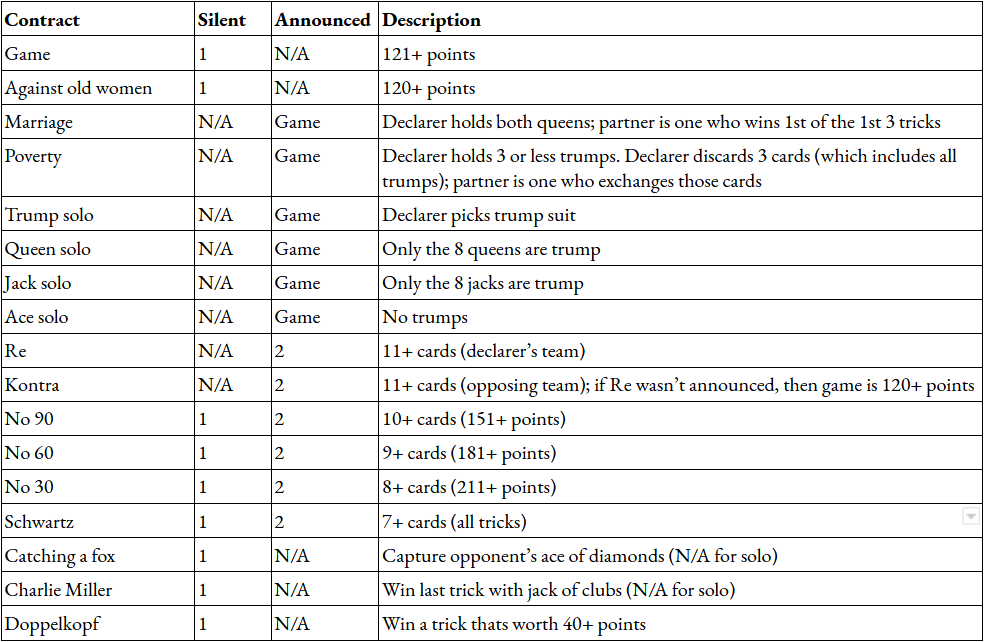 Contract Silent Announced Description
Game 1 N/A 121+ points
Against old women 1 N/A 120+ points
Marriage N/A Game Declarer holds both queens; partner is one who wins 1st of the 1st 3 tricks
Poverty N/A Game Declarer holds 3 or less trumps. Declarer discards 3 cards (which includes all
trumps); partner is one who exchanges those cards
Trump solo N/A Game Declarer picks trump suit
Queen solo N/A Game Only the 8 queens are trump
Jack solo N/A Game Only the 8 jacks are trump
Ace solo N/A Game No trumps
Re N/A 2 11+ cards (declarer’s team)
Kontra N/A 2 11+ cards (opposing team); if Re wasn’t announced, then game is 120+ points
No 90 1 2 10+ cards (151+ points)
No 60 1 2 9+ cards (181+ points)
No 30 1 2 8+ cards (211+ points)
Schwartz 1 2 7+ cards (all tricks)
Catching a fox 1 N/A Capture opponent’s ace of diamonds (N/A for solo)
Charlie Miller 1 N/A Win last trick with jack of clubs (N/A for solo)
Doppelkopf 1 N/A Win a trick thats worth 40+ points